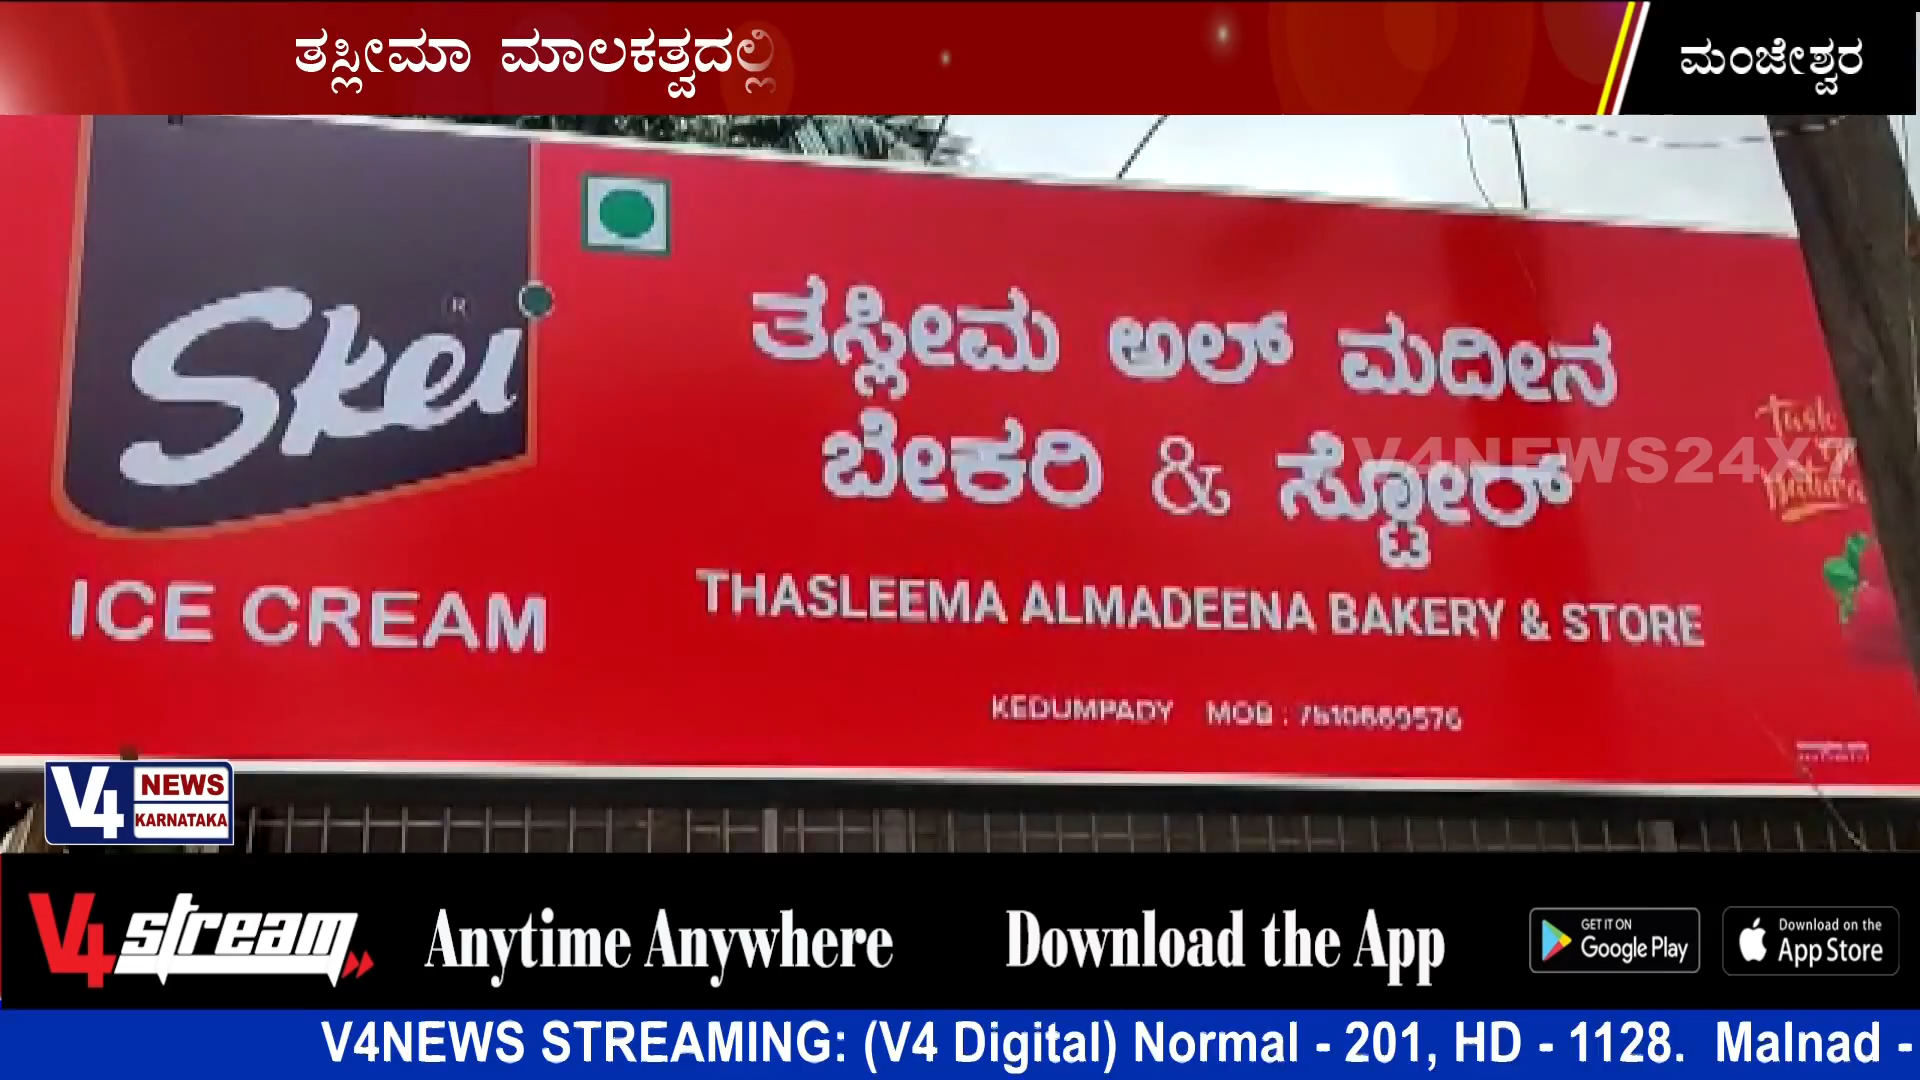 ತಸ್ಲೀಮಾ ಮಾಲಕತ್ವದಲ್ಲಿ
ಮಂಜೇಶ್ವರ
Skei
ICE CREAM
ತಸ್ಲೀಮ ಅಲ್ ಮದೀನ
ಬೇಕರಿ & ಸ್ಟೋರ್
V4NEWS24X7
THASLEEMA ALMADEENA BAKERY & STORE
KEDUMPADY MOB :
V4 NEWS
KARNATAKA
V4 stream
Anytime Anywhere
Download the App
GET IT ON
Google Play
Download on the
App Store
V4NEWS STREAMING: (V4 Digital) Normal - 201, HD - 1128. Malnad -